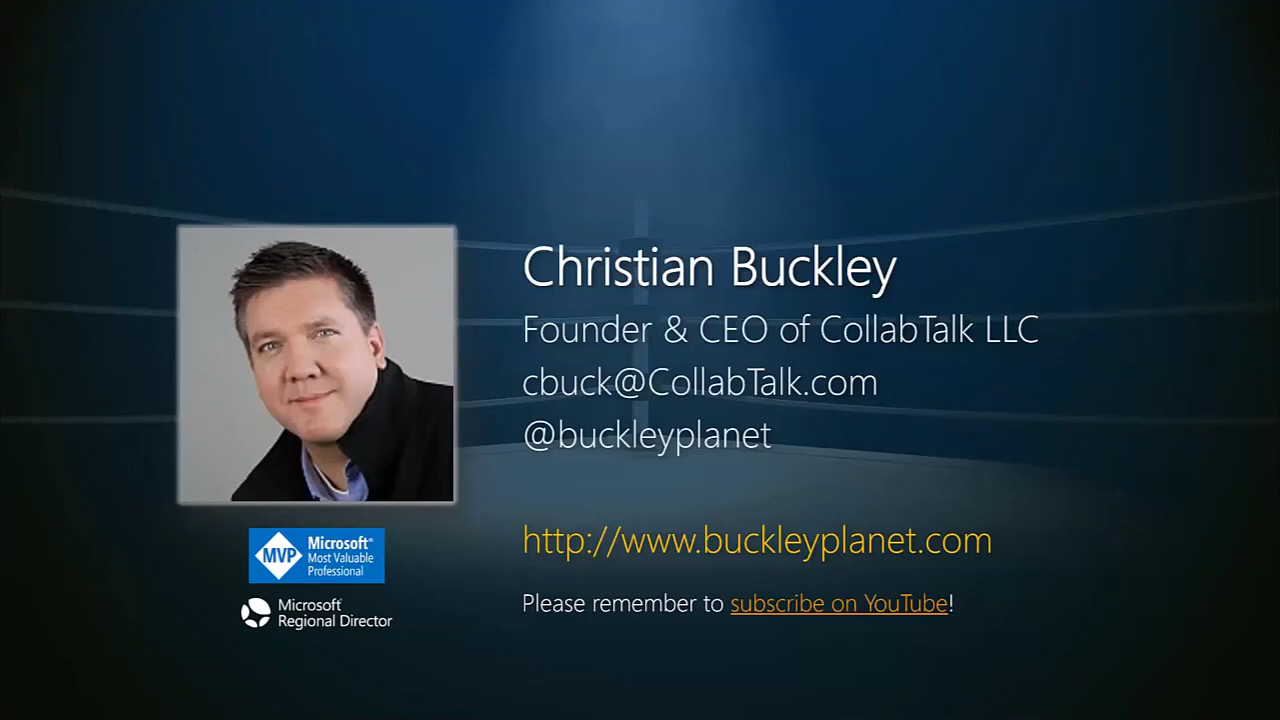 Christian Buckley
Founder & CEO of CollabTalk LLC
cbuck@CollabTalk.com
@buckleyplanet
http://www.buckleyplanet.com
Please remember to subscribe on YouTube!
MVP
Microsoft®
Most Valuable
Professional
Microsoft
Regional Director